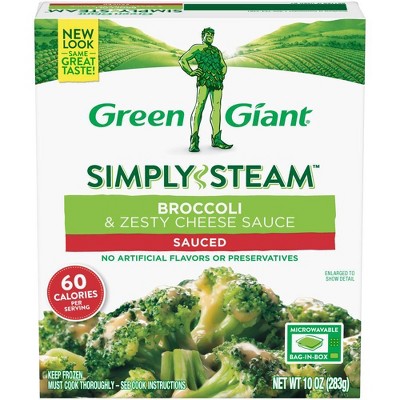 NEW
LOOK
SAME
GREAT
TASTE!
Green Giant®
SIMPLY STEAM™
BROCCOLI
& ZESTY CHEESE SAUCE
SAUCED
NO ARTIFICIAL FLAVORS OR PRESERVATIVES
60
CALORIES
PER
SERVING
ENLARGED TO
SHOW DETAIL
MICROWAVABLE
BAG-IN-BOX
KEEP FROZEN
MUST COOK THOROUGHLY – SEE COOK INSTRUCTIONS
NET WT 10 OZ (283g)